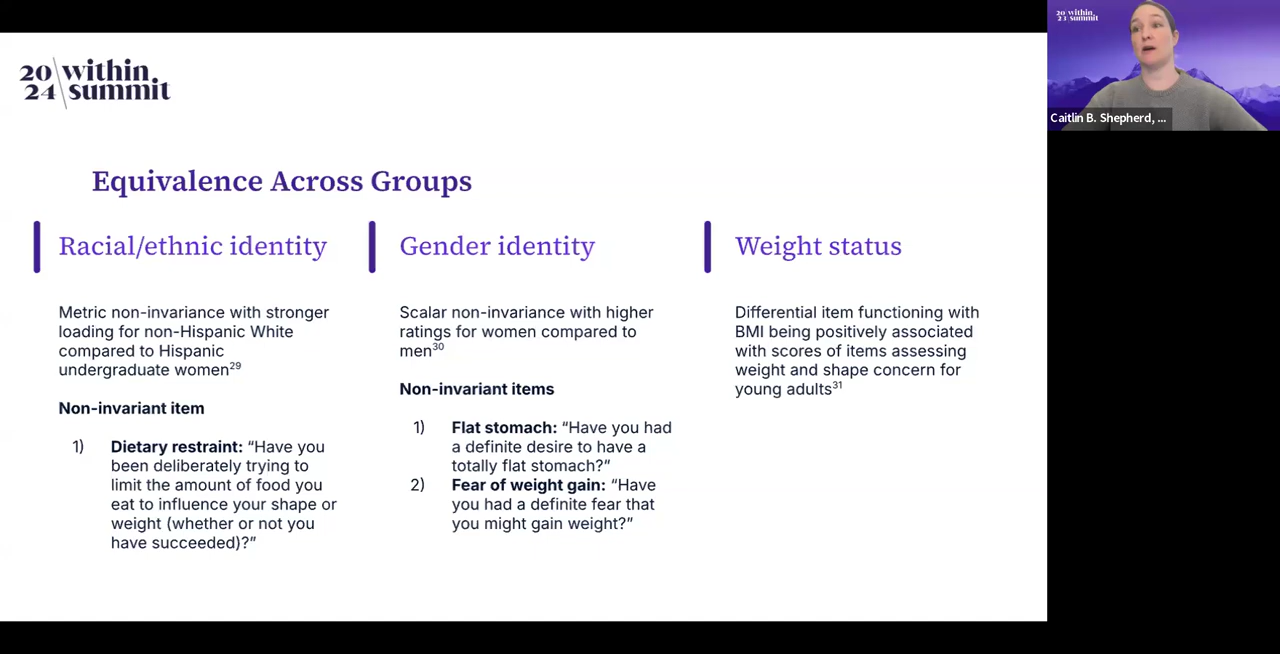 20 within
24 summit
20 within
23 summit
Caitlin B. Shepherd, ...
Equivalence Across Groups
Racial/ethnic identity
Metric non-invariance with stronger
loading for non-Hispanic White
compared to Hispanic
undergraduate women29
Non-invariant item
1) Dietary restraint: “Have you
been deliberately trying to
limit the amount of food you
eat to influence your shape or
weight (whether or not you
have succeeded)?”
Gender identity
Scalar non-invariance with higher
ratings for women compared to
men30
Non-invariant items
1) Flat stomach: “Have you had
a definite desire to have a
totally flat stomach?”
2) Fear of weight gain: “Have
you had a definite fear that
you might gain weight?”
Weight status
Differential item functioning with
BMI being positively associated
with scores of items assessing
weight and shape concern for
young adults31